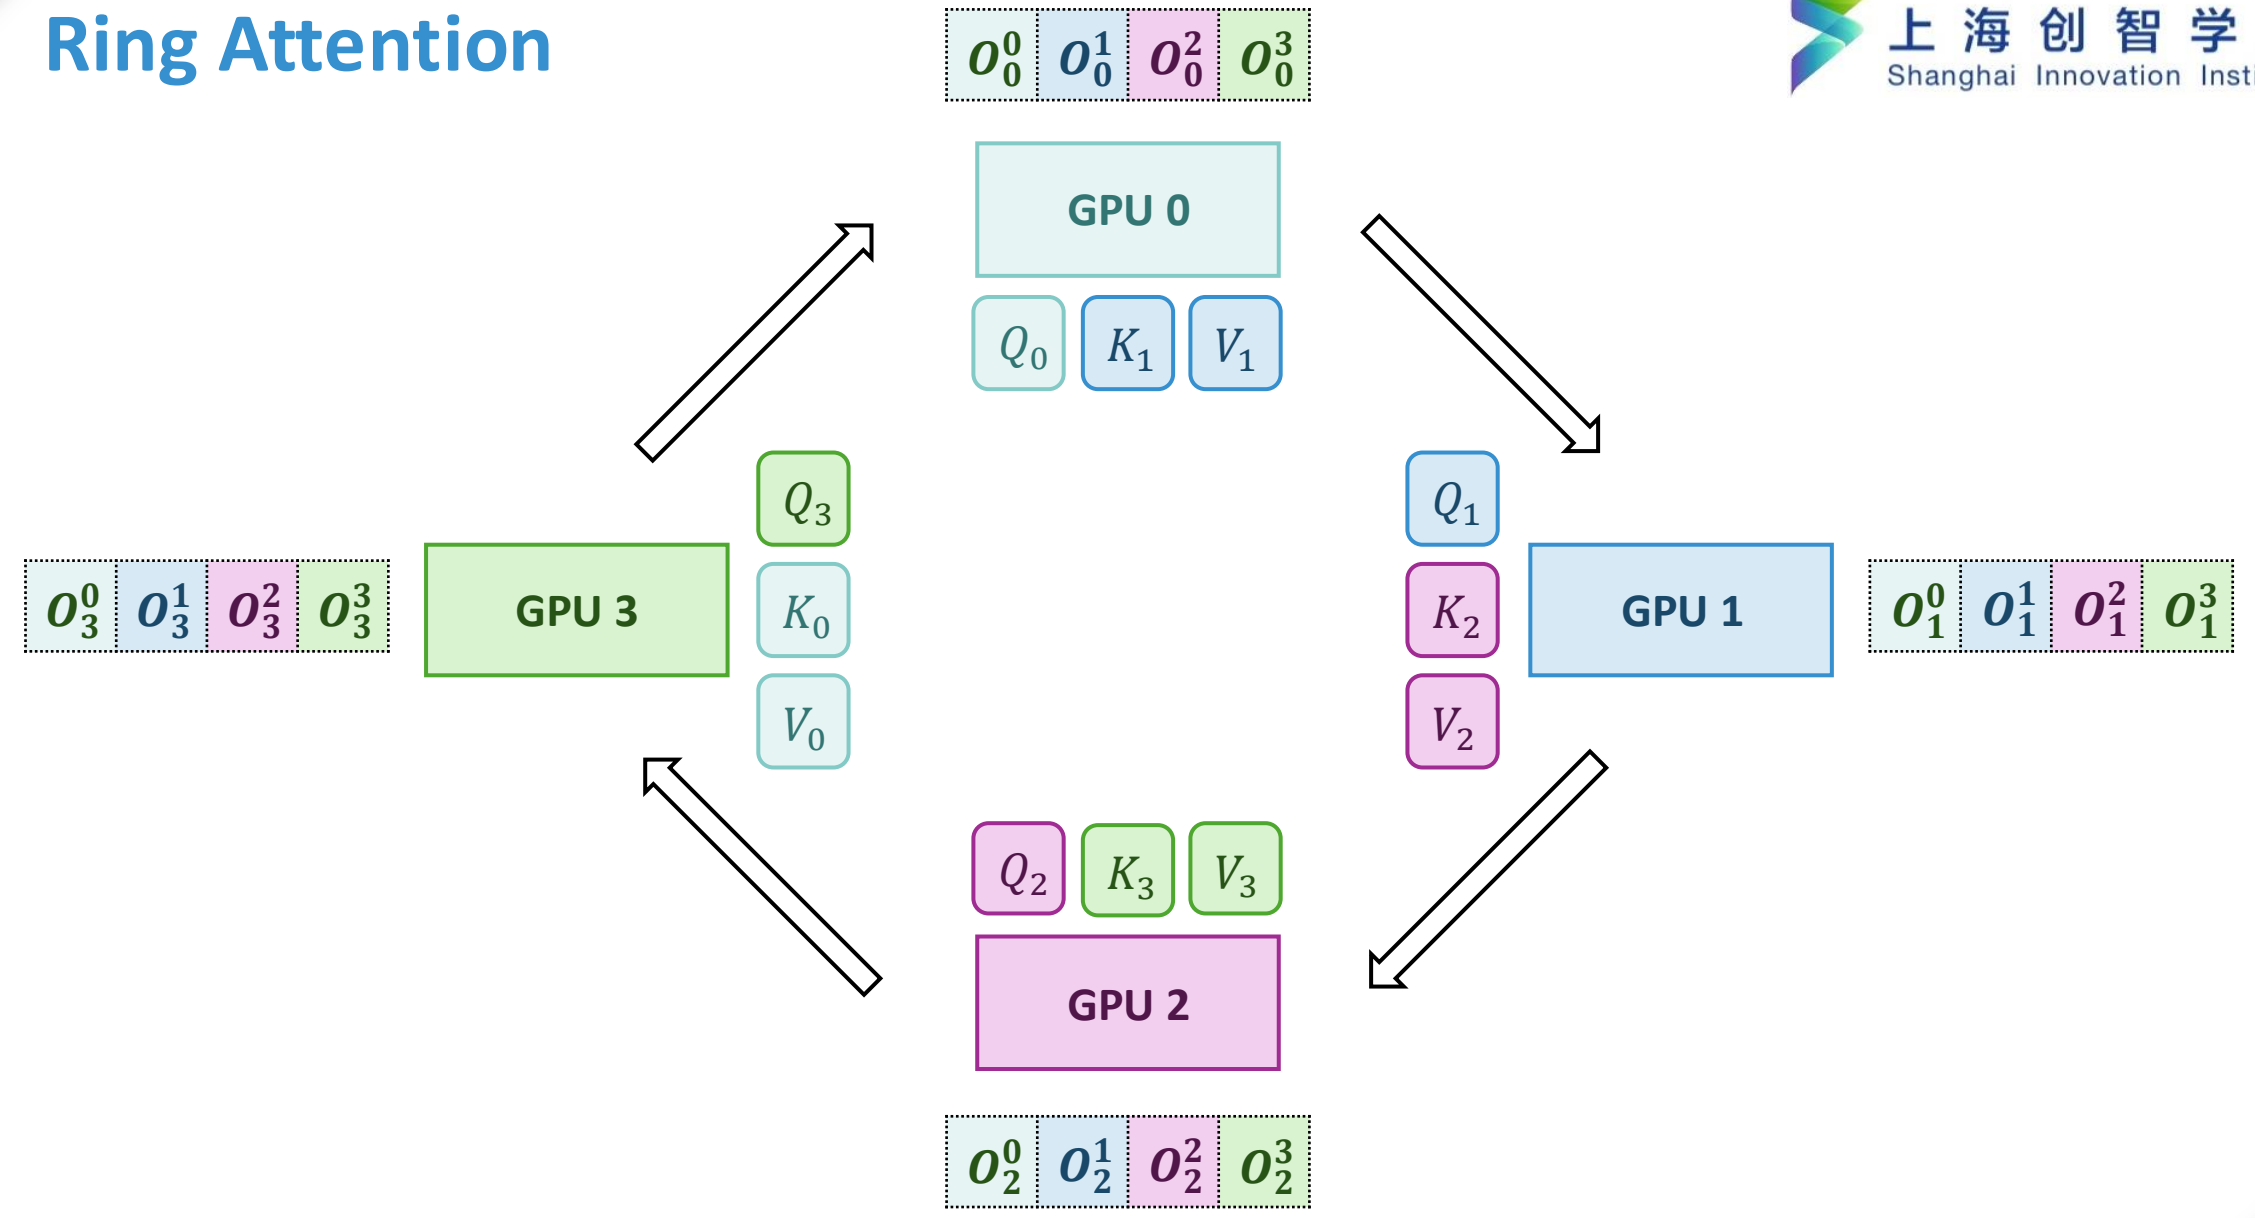 Ring Attention
上海创智学
Shanghai Innovation Insti
O_0^0 O_0^1 O_0^2 O_0^3
GPU 0
Q_0 K_1 V_1
Q_3
K_0
V_0
GPU 3
O_3^0 O_3^1 O_3^2 O_3^3
Q_1
K_2
V_2
GPU 1
O_1^0 O_1^1 O_1^2 O_1^3
Q_2 K_3 V_3
GPU 2
O_2^0 O_2^1 O_2^2 O_2^3